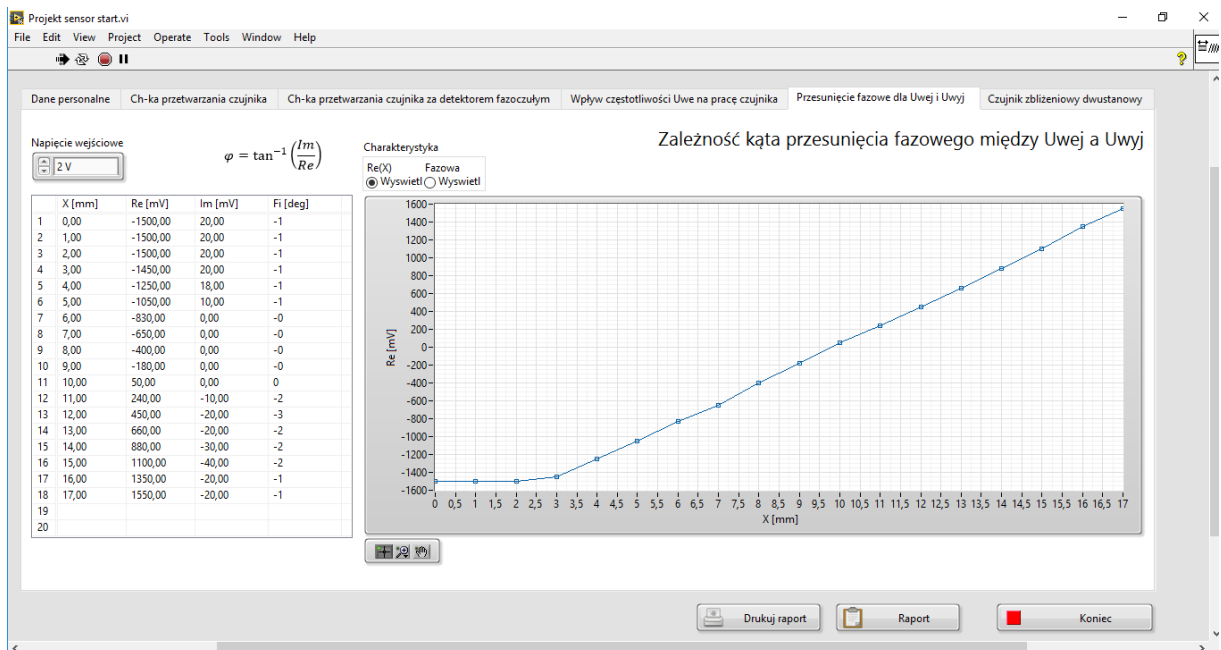 Projekt sensor start.vi
File Edit View Project Operate Tools Window Help
Dane personalne Ch-ka przetwarzania czujnika Ch-ka przetwarzania czujnika za detektorem fazoczułym Wpływ częstotliwości Uwe na pracę czujnika Przesunięcie fazowe dla Uwej i Uwyj Czujnik zbliżeniowy dwustanowy
Zależność kąta przesunięcia fazowego między Uwej a Uwyj
Napięcie wejściowe
2 V
φ = tan⁻¹(Im/Re)
Charakterystyka
Re(X) Fazowa
Wyswietl Wyswietl
X [mm] Re [mV] Im [mV] Fi [deg]
1 0,00 -1500,00 20,00 -1
2 1,00 -1500,00 20,00 -1
3 2,00 -1500,00 20,00 -1
4 3,00 -1450,00 20,00 -1
5 4,00 -1250,00 18,00 -1
6 5,00 -1050,00 10,00 -1
7 6,00 -830,00 0,00 -0
8 7,00 -650,00 0,00 -0
9 8,00 -400,00 0,00 -0
10 9,00 -180,00 0,00 -0
11 10,00 50,00 0,00 0
12 11,00 240,00 -10,00 -2
13 12,00 450,00 -20,00 -3
14 13,00 660,00 -20,00 -2
15 14,00 880,00 -30,00 -2
16 15,00 1100,00 -40,00 -2
17 16,00 1350,00 -20,00 -1
18 17,00 1550,00 -20,00 -1
19
20
1600
1400
1200
1000
800
600
400
200
0
-200
-400
-600
-800
-1000
-1200
-1400
-1600
Re [mV]
0 0,5 1 1,5 2 2,5 3 3,5 4 4,5 5 5,5 6 6,5 7 7,5 8 8,5 9 9,5 10 10,5 11 11,5 12 12,5 13 13,5 14 14,5 15 15,5 16 16,5 17
X [mm]
Drukuj raport Raport Koniec